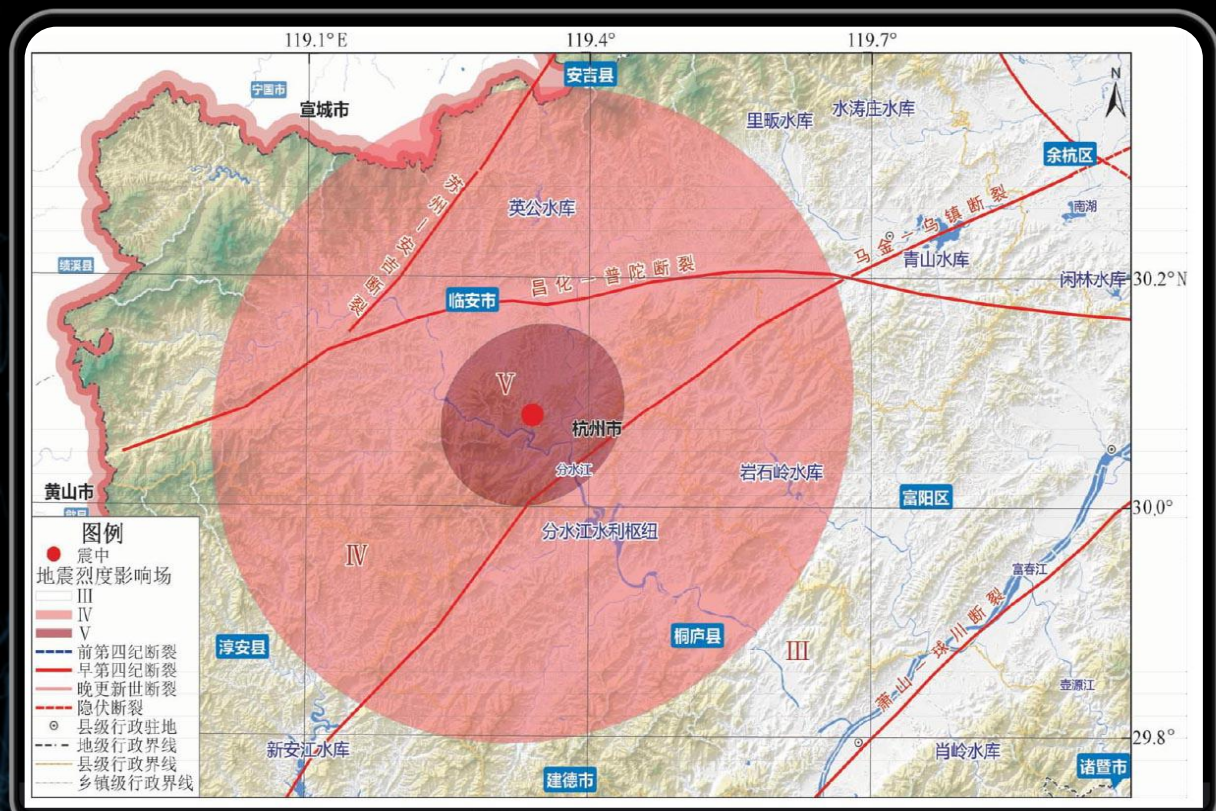 119.1°E
119.4°
119.7°
N
安吉县
宁国市
宣城市
里畈水库
水涛庄水库
余杭区
苏州—安吉断裂
英公水库
南湖
马金—乌镇断裂
绩溪县
昌化—普陀断裂
青山水库
闲林水库
30.2°N
临安市
V
杭州市
分水江
岩石岭水库
黄山市
富阳区
30.0°
分水江水利枢纽
IV
富春江
淳安县
桐庐县
III
萧山—球川断裂
壶源江
29.8°
新安江水库
建德市
肖岭水库
诸暨市
图例
震中
地震烈度影响场
III
IV
V
前第四纪断裂
早第四纪断裂
晚更新世断裂
隐伏断裂
县级行政驻地
地级行政界线
县级行政界线
乡镇级行政界线